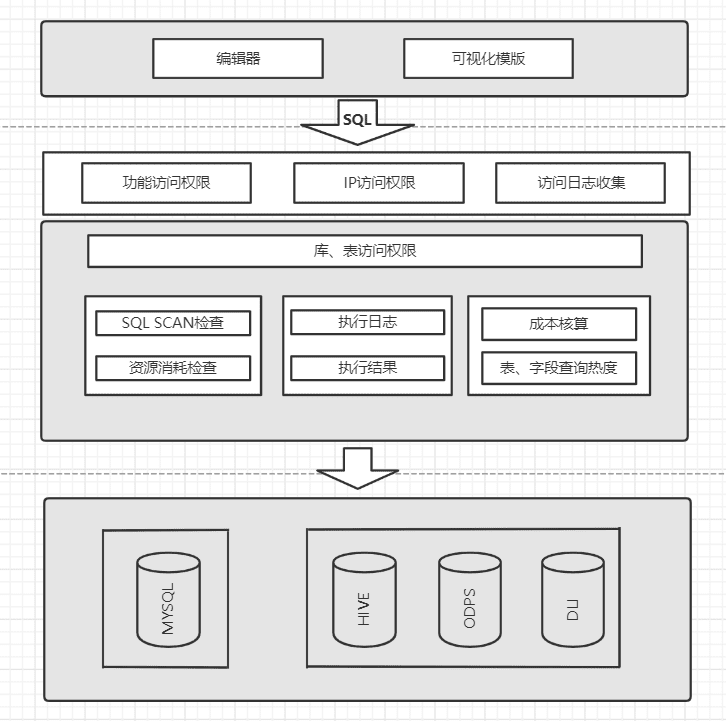 编辑器
可视化模版
SQL
功能访问权限
IP访问权限
访问日志收集
库、表访问权限
SQL SCAN检查
资源消耗检查
执行日志
执行结果
成本核算
表、字段查询热度
MYSQL
HIVE
ODPS
DLI